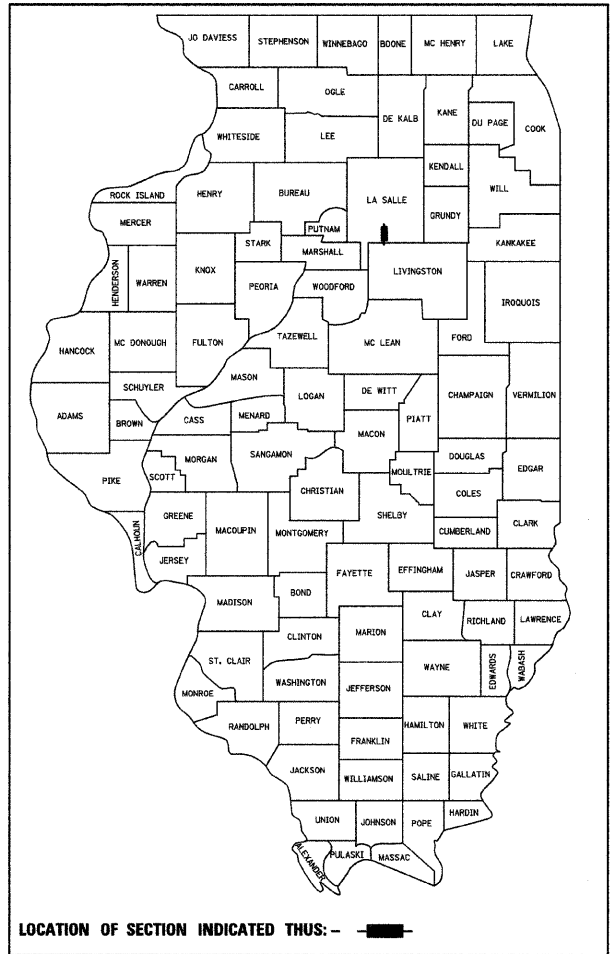 JO DAVIESS
STEPHENSON
WINNEBAGO
BOONE
MC HENRY
LAKE
CARROLL
OGLE
DE KALB
KANE
DU PAGE
COOK
WHITESIDE
LEE
KENDALL
WILL
ROCK ISLAND
HENRY
BUREAU
LA SALLE
GRUNDY
MERCER
PUTNAM
KANKAKEE
STARK
MARSHALL
HENDERSON
WARREN
KNOX
PEORIA
WOODFORD
LIVINGSTON
IROQUOIS
HANCOCK
MC DONOUGH
FULTON
TAZEWELL
MC LEAN
FORD
SCHUYLER
MASON
LOGAN
DE WITT
CHAMPAIGN
VERMILION
ADAMS
BROWN
CASS
MENARD
PIATT
MACON
MORGAN
SANGAMON
DOUGLAS
EDGAR
PIKE
SCOTT
MOULTRIE
CHRISTIAN
COLES
CALHOUN
GREENE
MACOUPIN
MONTGOMERY
SHELBY
CUMBERLAND
CLARK
JERSEY
FAYETTE
EFFINGHAM
JASPER
CRAWFORD
MADISON
BOND
CLAY
RICHLAND
LAWRENCE
CLINTON
MARION
ST. CLAIR
WAYNE
EDWARDS
WABASH
MONROE
WASHINGTON
JEFFERSON
RANDOLPH
PERRY
HAMILTON
WHITE
FRANKLIN
JACKSON
WILLIAMSON
SALINE
GALLATIN
UNION
JOHNSON
POPE
HARDIN
ALEXANDER
PULASKI
MASSAC
LOCATION OF SECTION INDICATED THUS: -